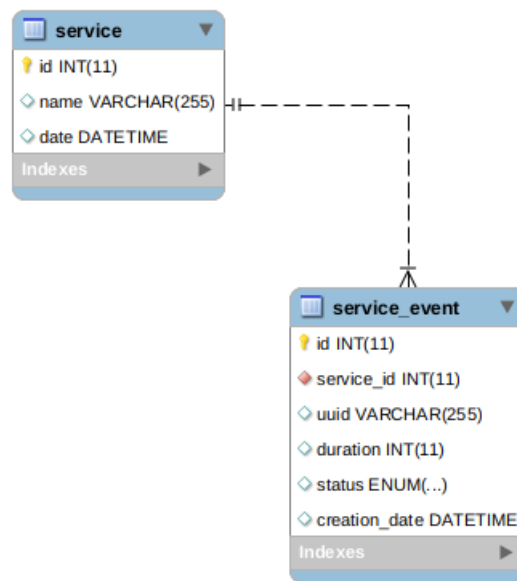 service
id INT(11)
name VARCHAR(255)
date DATETIME
Indexes
service_event
id INT(11)
service_id INT(11)
uuid VARCHAR(255)
duration INT(11)
status ENUM(...)
creation_date DATETIME
Indexes